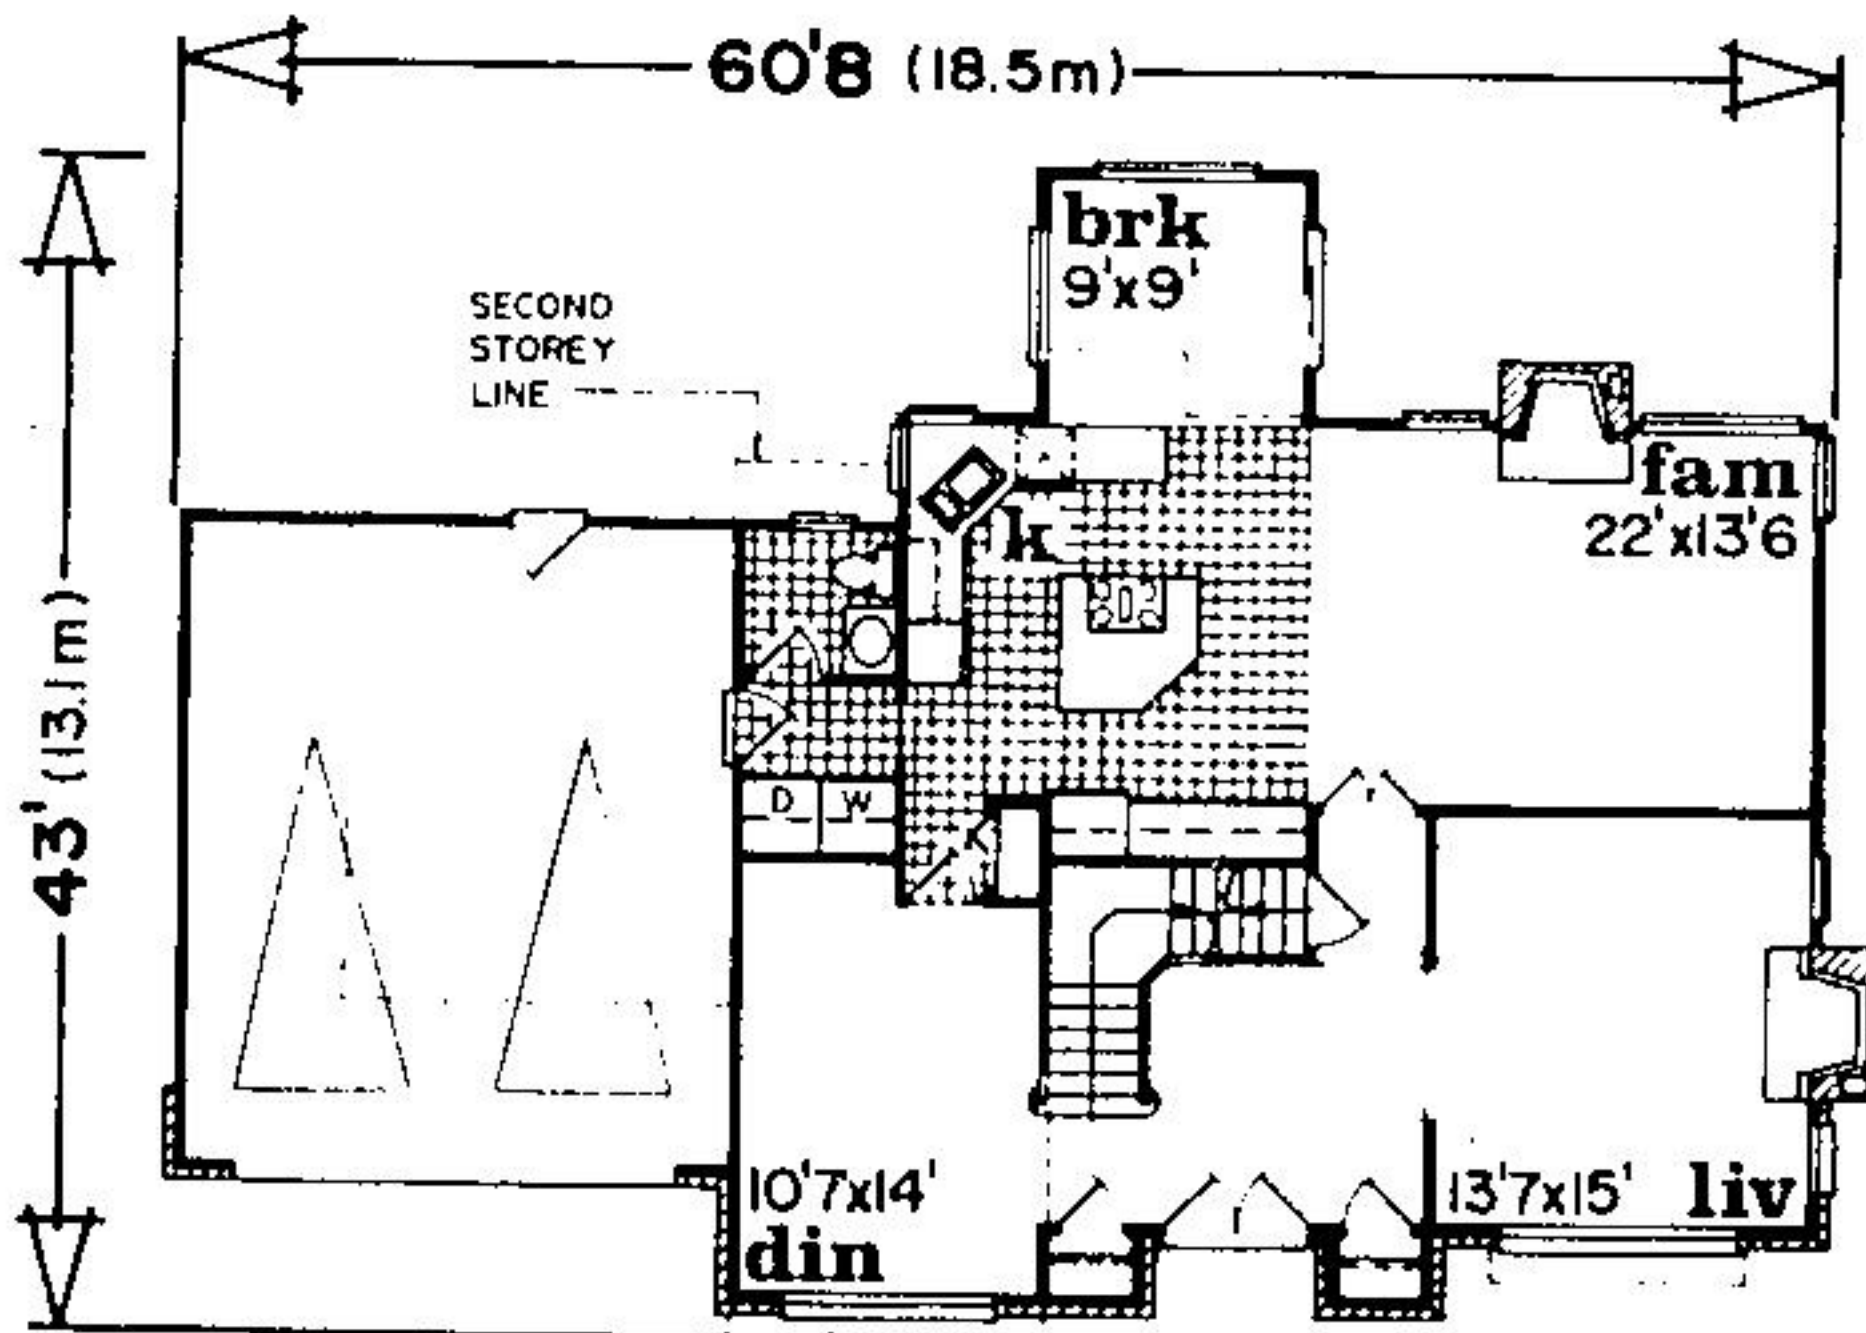 60'8 (18.5m)
43' (13.1m)
brk
9'x9'
SECOND
STOREY
LINE
fam
22'x13'6
k
D W
10'7x14'
din
13'7x15' liv